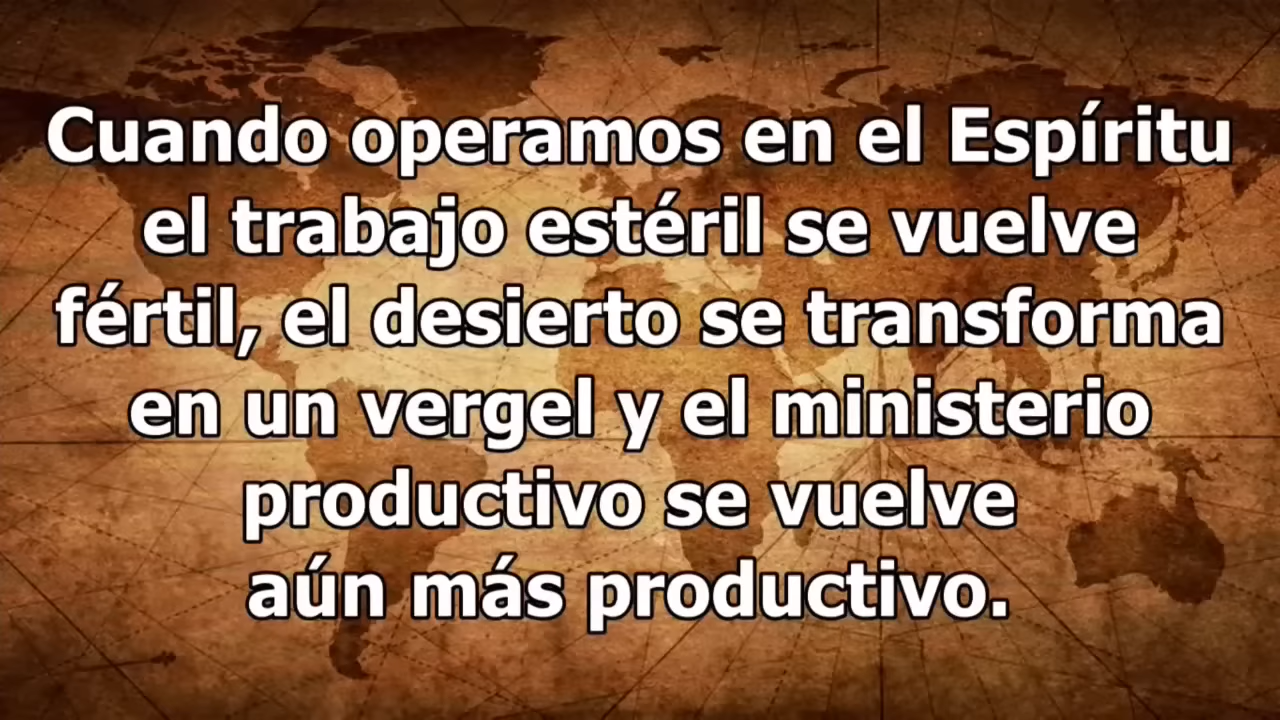 Cuando operamos en el Espíritu
el trabajo estéril se vuelve
fértil, el desierto se transforma
en un vergel y el ministerio
productivo se vuelve
aún más productivo.